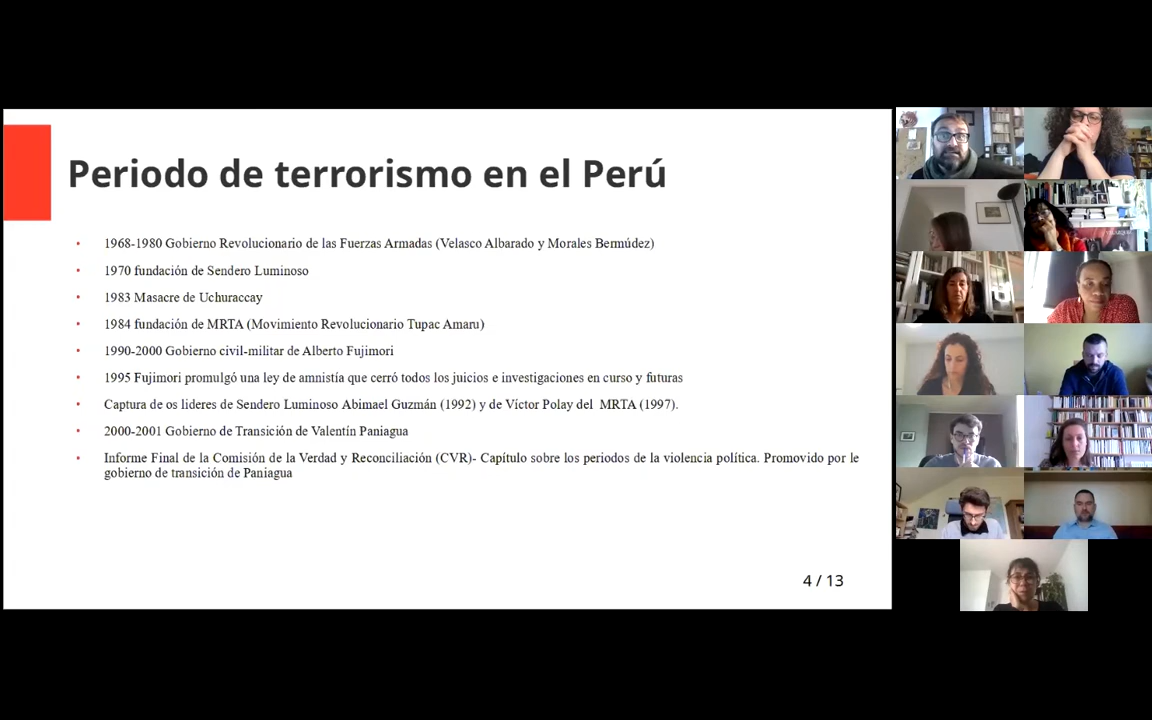 Periodo de terrorismo en el Perú
1968-1980 Gobierno Revolucionario de las Fuerzas Armadas (Velasco Albarado y Morales Bermúdez)
1970 fundación de Sendero Luminoso
1983 Masacre de Uchuraccay
1984 fundación de MRTA (Movimiento Revolucionario Tupac Amaru)
1990-2000 Gobierno civil-militar de Alberto Fujimori
1995 Fujimori promulgó una ley de amnistía que cerró todos los juicios e investigaciones en curso y futuras
Captura de os lideres de Sendero Luminoso Abimael Guzmán (1992) y de Víctor Polay del MRTA (1997).
2000-2001 Gobierno de Transición de Valentín Paniagua
Informe Final de la Comisión de la Verdad y Reconciliación (CVR)- Capítulo sobre los periodos de la violencia política. Promovido por le
gobierno de transición de Paniagua
4 / 13